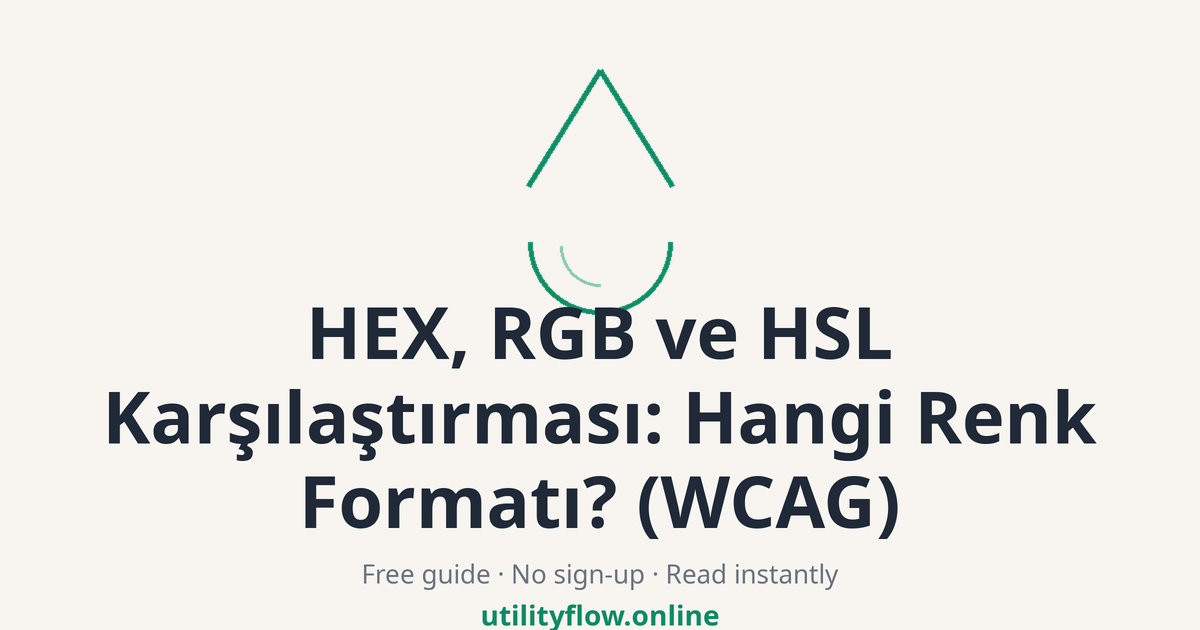 HEX, RGB ve HSL
Karşılaştırması: Hangi Renk
Formatı? (WCAG)
Free guide · No sign-up · Read instantly
utilityflow.online